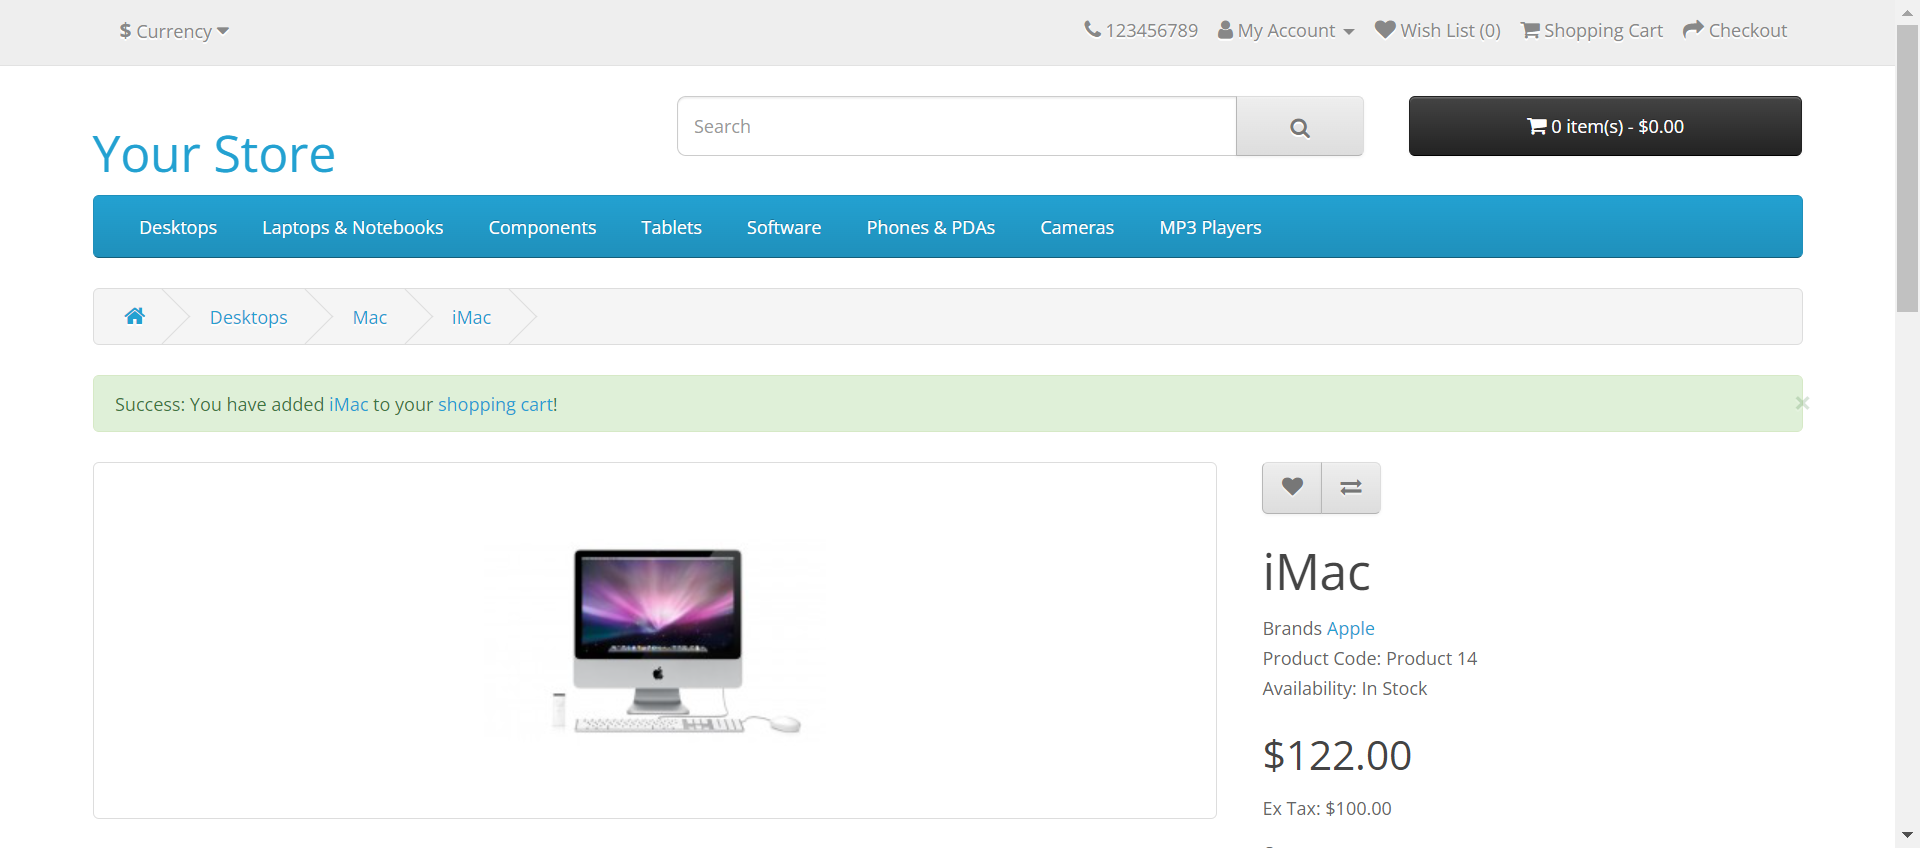 $ Currency
123456789 My Account Wish List (0) Shopping Cart Checkout
Your Store
Search
0 item(s) - $0.00
Desktops Laptops & Notebooks Components Tablets Software Phones & PDAs Cameras MP3 Players
Desktops Mac iMac
Success: You have added iMac to your shopping cart!
×
iMac
Brands Apple
Product Code: Product 14
Availability: In Stock
$122.00
Ex Tax: $100.00